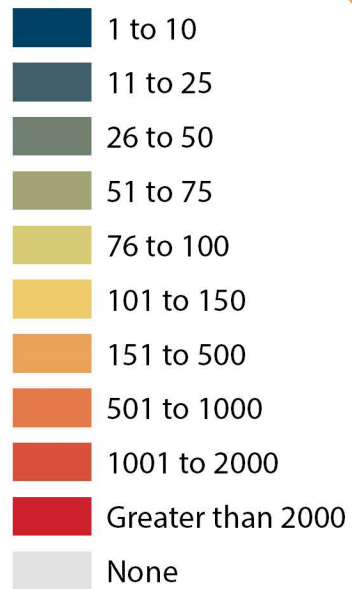 1 to 10
11 to 25
26 to 50
51 to 75
76 to 100
101 to 150
151 to 500
501 to 1000
1001 to 2000
Greater than 2000
None